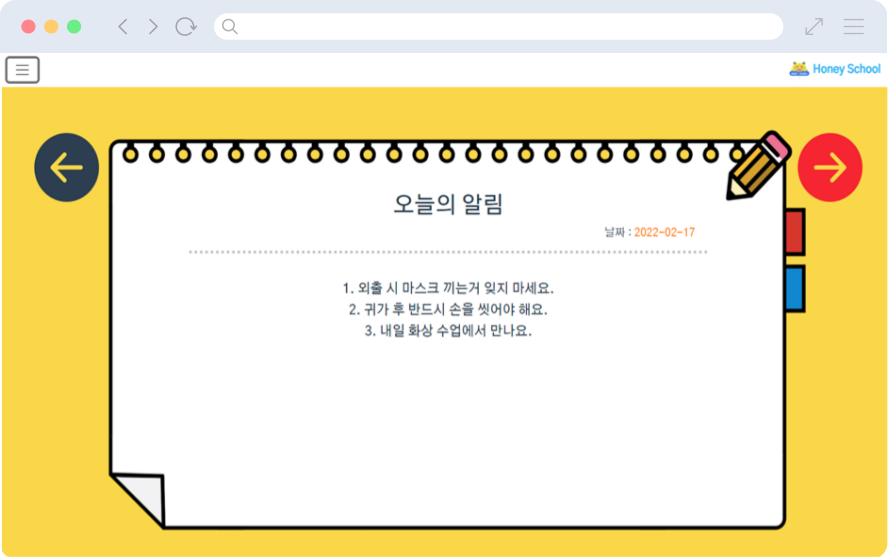 Honey School
오늘의 알림
날짜 : 2022-02-17
1. 외출 시 마스크 끼는거 잊지 마세요.
2. 귀가 후 반드시 손을 씻어야 해요.
3. 내일 화상 수업에서 만나요.